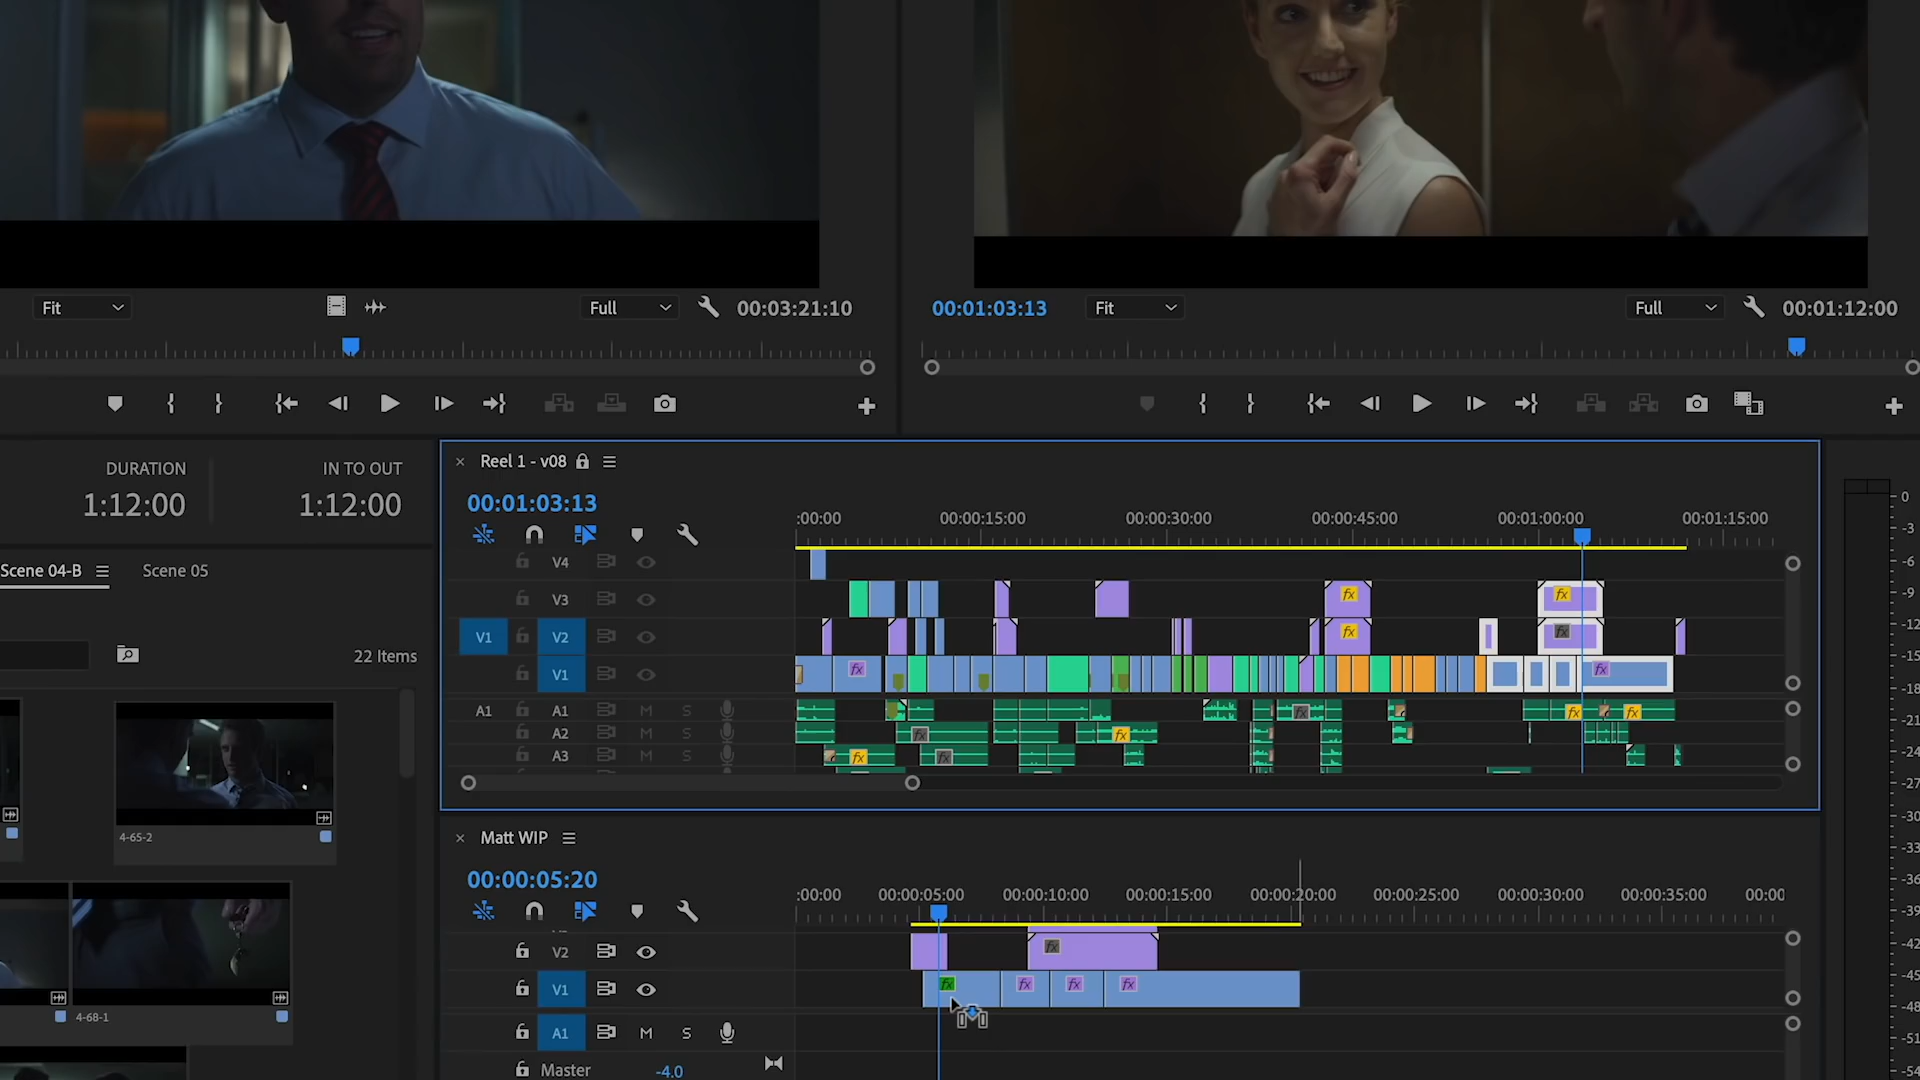 Fit
Full
00:03:21:10
00:01:03:13
Fit
Full
00:01:12:00
DURATION
IN TO OUT
1:12:00
1:12:00
Reel 1 - v08
00:01:03:13
:00:00
00:00:15:00
00:00:30:00
00:00:45:00
00:01:00:00
00:01:15:00
V4
V3
fx
fx
V1
V2
fx
fx
V1
fx
fx
A1
A1
M
S
fx
fx
fx
A2
M
S
fx
fx
A3
M
S
fx
fx
Scene 04-B
Scene 05
22 Items
4-65-2
4-68-1
Matt WIP
00:00:05:20
:00:00
00:00:05:00
00:00:10:00
00:00:15:00
00:00:20:00
00:00:25:00
00:00:30:00
00:00:35:00
00:00
V2
fx
V1
fx
fx
fx
fx
A1
M
S
Master
-4.0
0
-3
-6
-9
-12
-15
-18
-21
-24
-27
-30
-33
-36
-39
-42
-45
-48
-51
-54